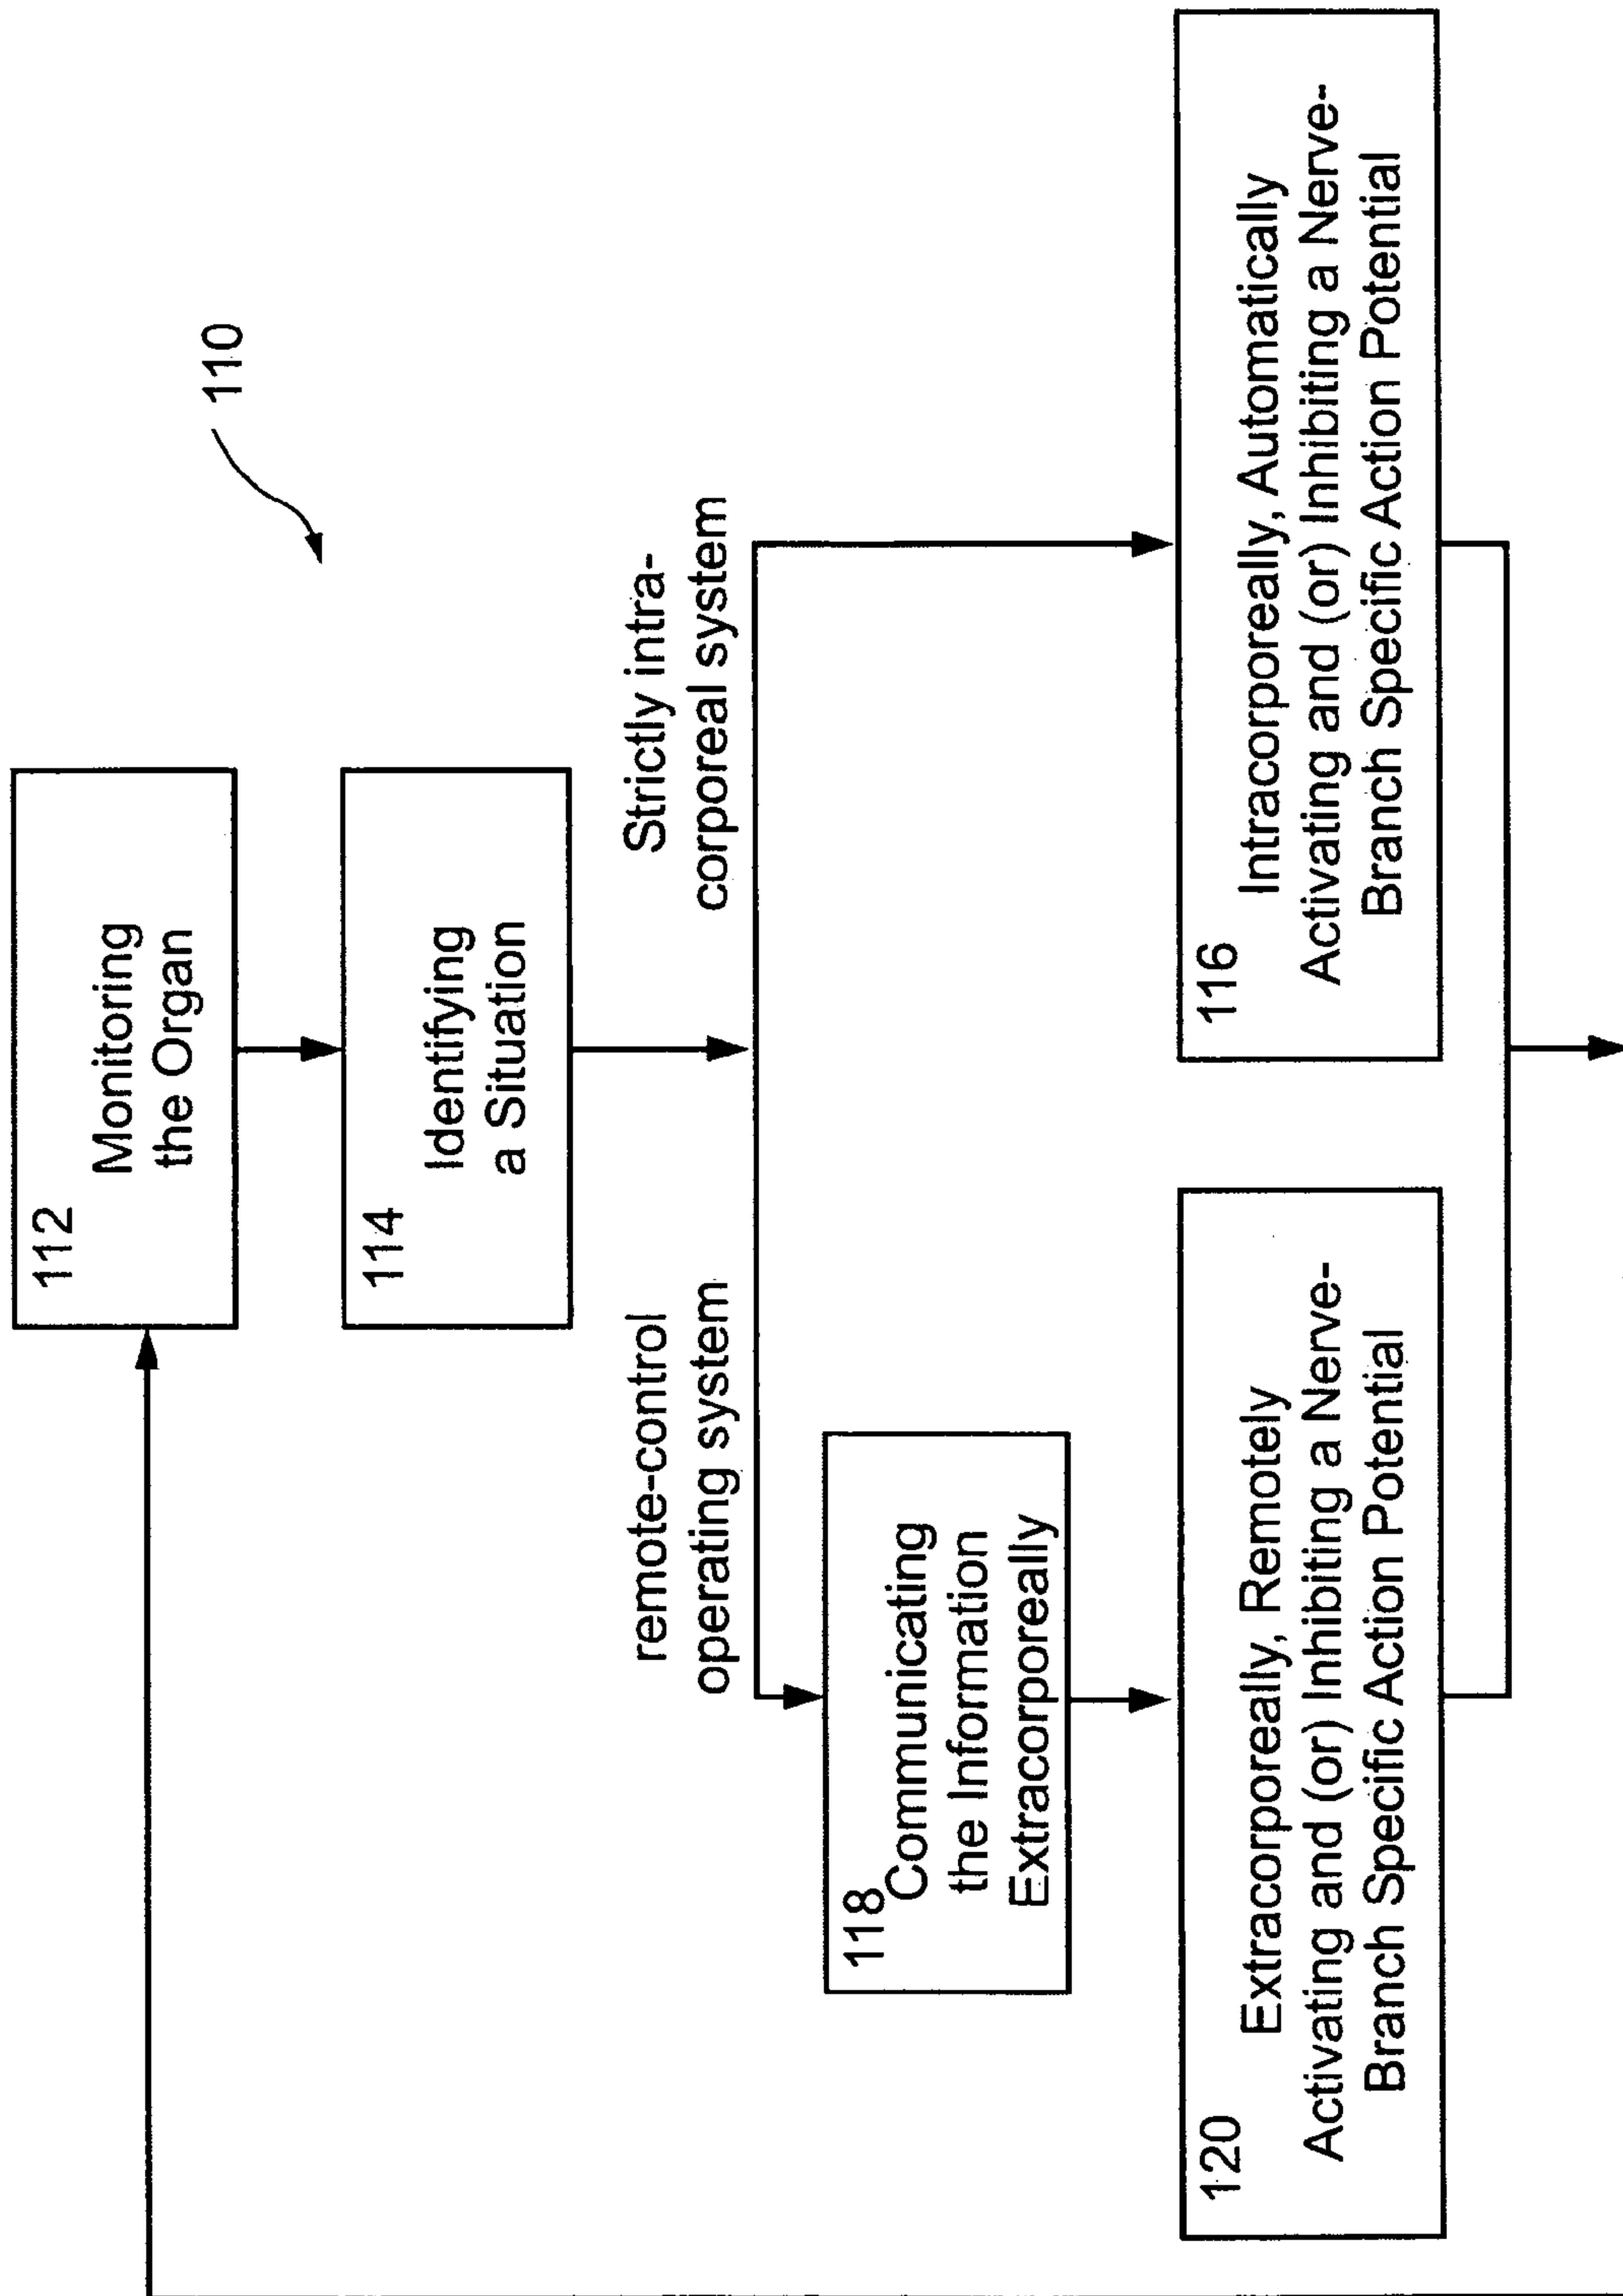 110
112
Monitoring
the Organ
114
Identifying
a Situation
remote-control
operating system
Strictly intra-
corporeal system
118
Communicating
the Information
Extracorporeally
120
Extracorporeally, Remotely
Activating and (or) Inhibiting a Nerve-
Branch Specific Action Potential
116
Intracorporeally, Automatically
Activating and (or) Inhibiting a Nerve-
Branch Specific Action Potential